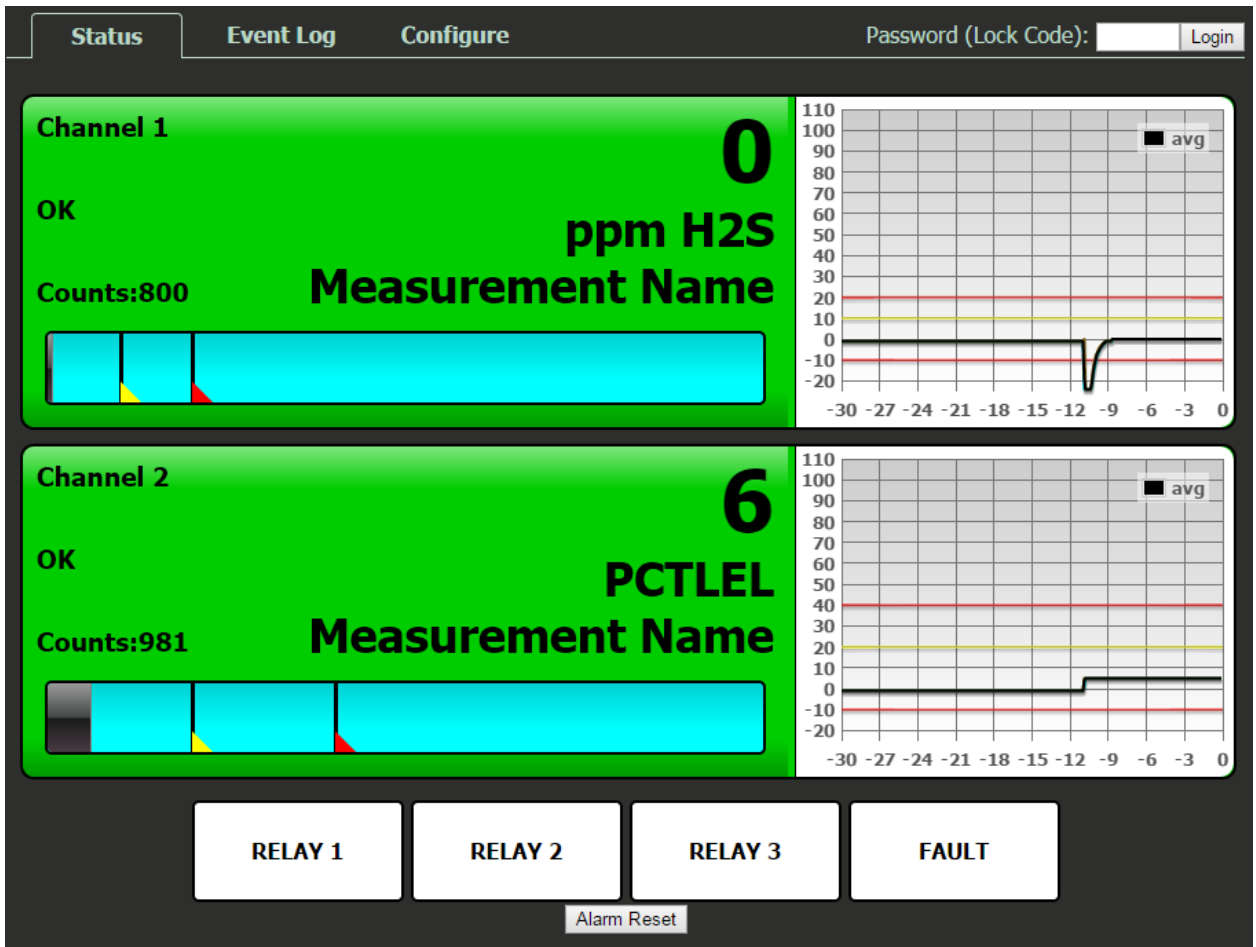 Status Event Log Configure Password (Lock Code): Login
Channel 1
0
OK
ppm H2S
Counts:800 Measurement Name
110
100
90
80
70
60
50
40
30
20
10
0
-10
-20
avg
-30 -27 -24 -21 -18 -15 -12 -9 -6 -3 0
Channel 2
6
OK
PCTLEL
Counts:981 Measurement Name
110
100
90
80
70
60
50
40
30
20
10
0
-10
-20
avg
-30 -27 -24 -21 -18 -15 -12 -9 -6 -3 0
RELAY 1 RELAY 2 RELAY 3 FAULT
Alarm Reset